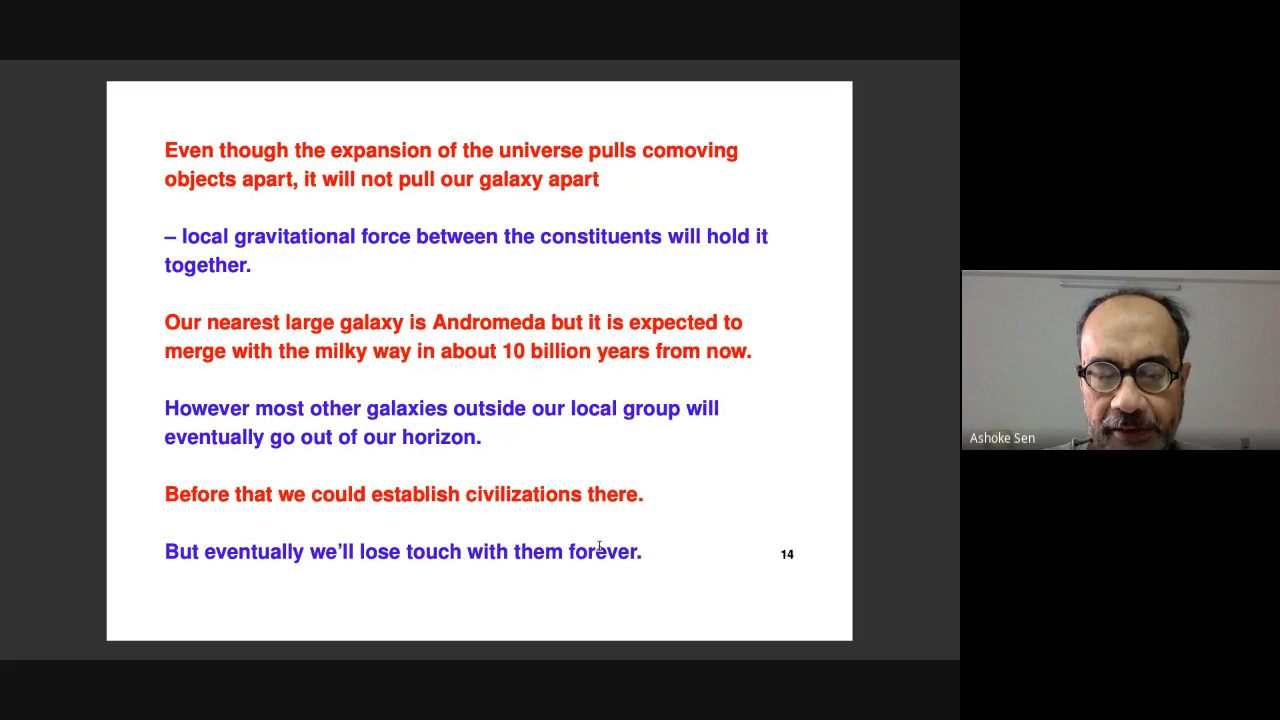 Even though the expansion of the universe pulls comoving
objects apart, it will not pull our galaxy apart
– local gravitational force between the constituents will hold it
together.
Our nearest large galaxy is Andromeda but it is expected to
merge with the milky way in about 10 billion years from now.
However most other galaxies outside our local group will
eventually go out of our horizon.
Before that we could establish civilizations there.
But eventually we’ll lose touch with them forever.
14
Ashoke Sen